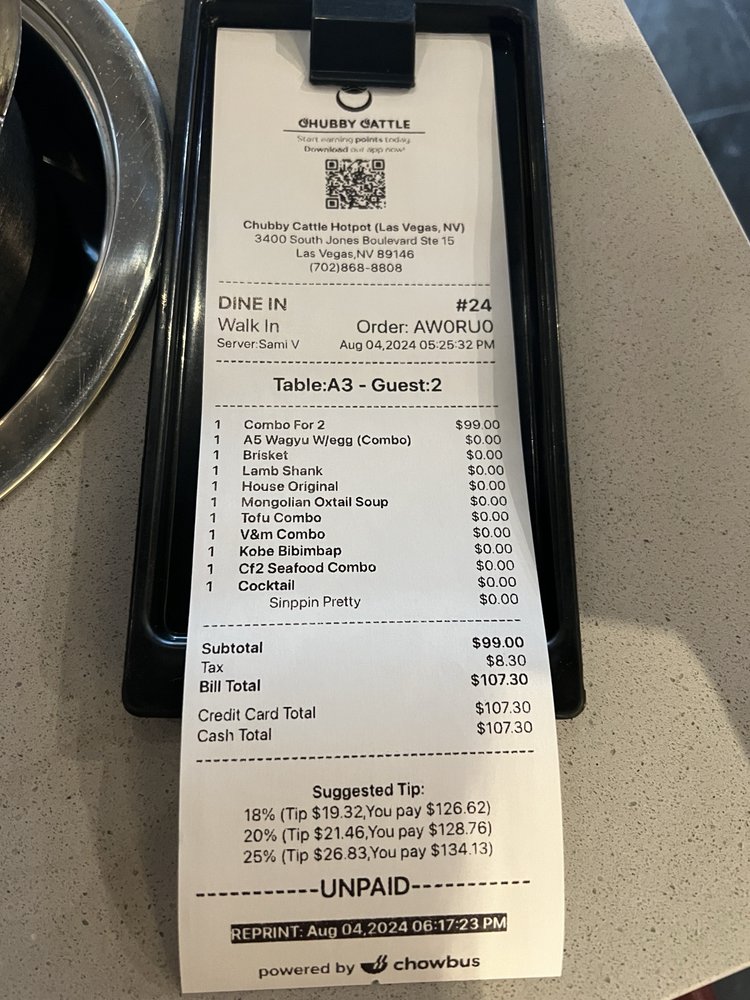 CHUBBY CATTLE
Start earning points today.
Download our app now!
Chubby Cattle Hotpot (Las Vegas, NV)
3400 South Jones Boulevard Ste 15
Las Vegas,NV 89146
(702)868-8808
DINE IN #24
Walk In Order: AW0RU0
Server:Sami V Aug 04,2024 05:25:32 PM
Table:A3 - Guest:2
1 Combo For 2 $99.00
1 A5 Wagyu W/egg (Combo) $0.00
1 Brisket $0.00
1 Lamb Shank $0.00
1 House Original $0.00
1 Mongolian Oxtail Soup $0.00
1 Tofu Combo $0.00
1 V&m Combo $0.00
1 Kobe Bibimbap $0.00
1 Cf2 Seafood Combo $0.00
1 Cocktail $0.00
Sinppin Pretty $0.00
Subtotal $99.00
Tax $8.30
Bill Total $107.30
Credit Card Total $107.30
Cash Total $107.30
Suggested Tip:
18% (Tip $19.32,You pay $126.62)
20% (Tip $21.46,You pay $128.76)
25% (Tip $26.83,You pay $134.13)
-----------UNPAID-----------
REPRINT: Aug 04,2024 06:17:23 PM
powered by chowbus